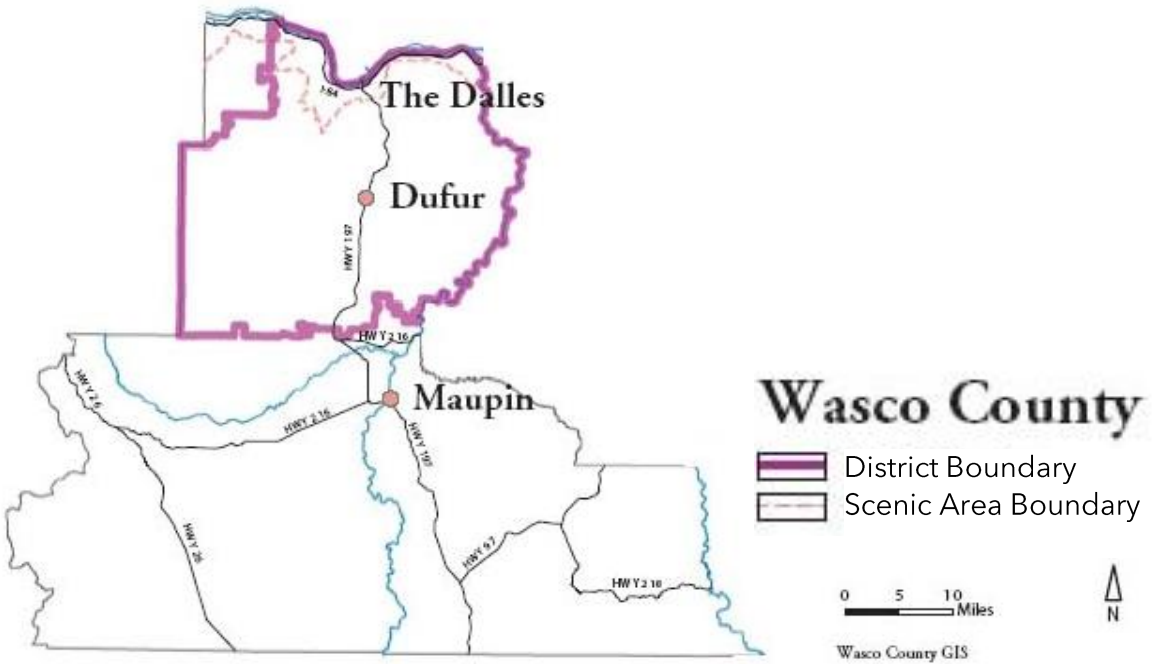 I-84
The Dalles
Dufur
HWY 197
HWY 216
HWY 26
Maupin
HWY 216
HWY 197
Wasco County
District Boundary
Scenic Area Boundary
HWY 26
HWY 97
HWY 218
0 5 10
Miles
N
Wasco County GIS